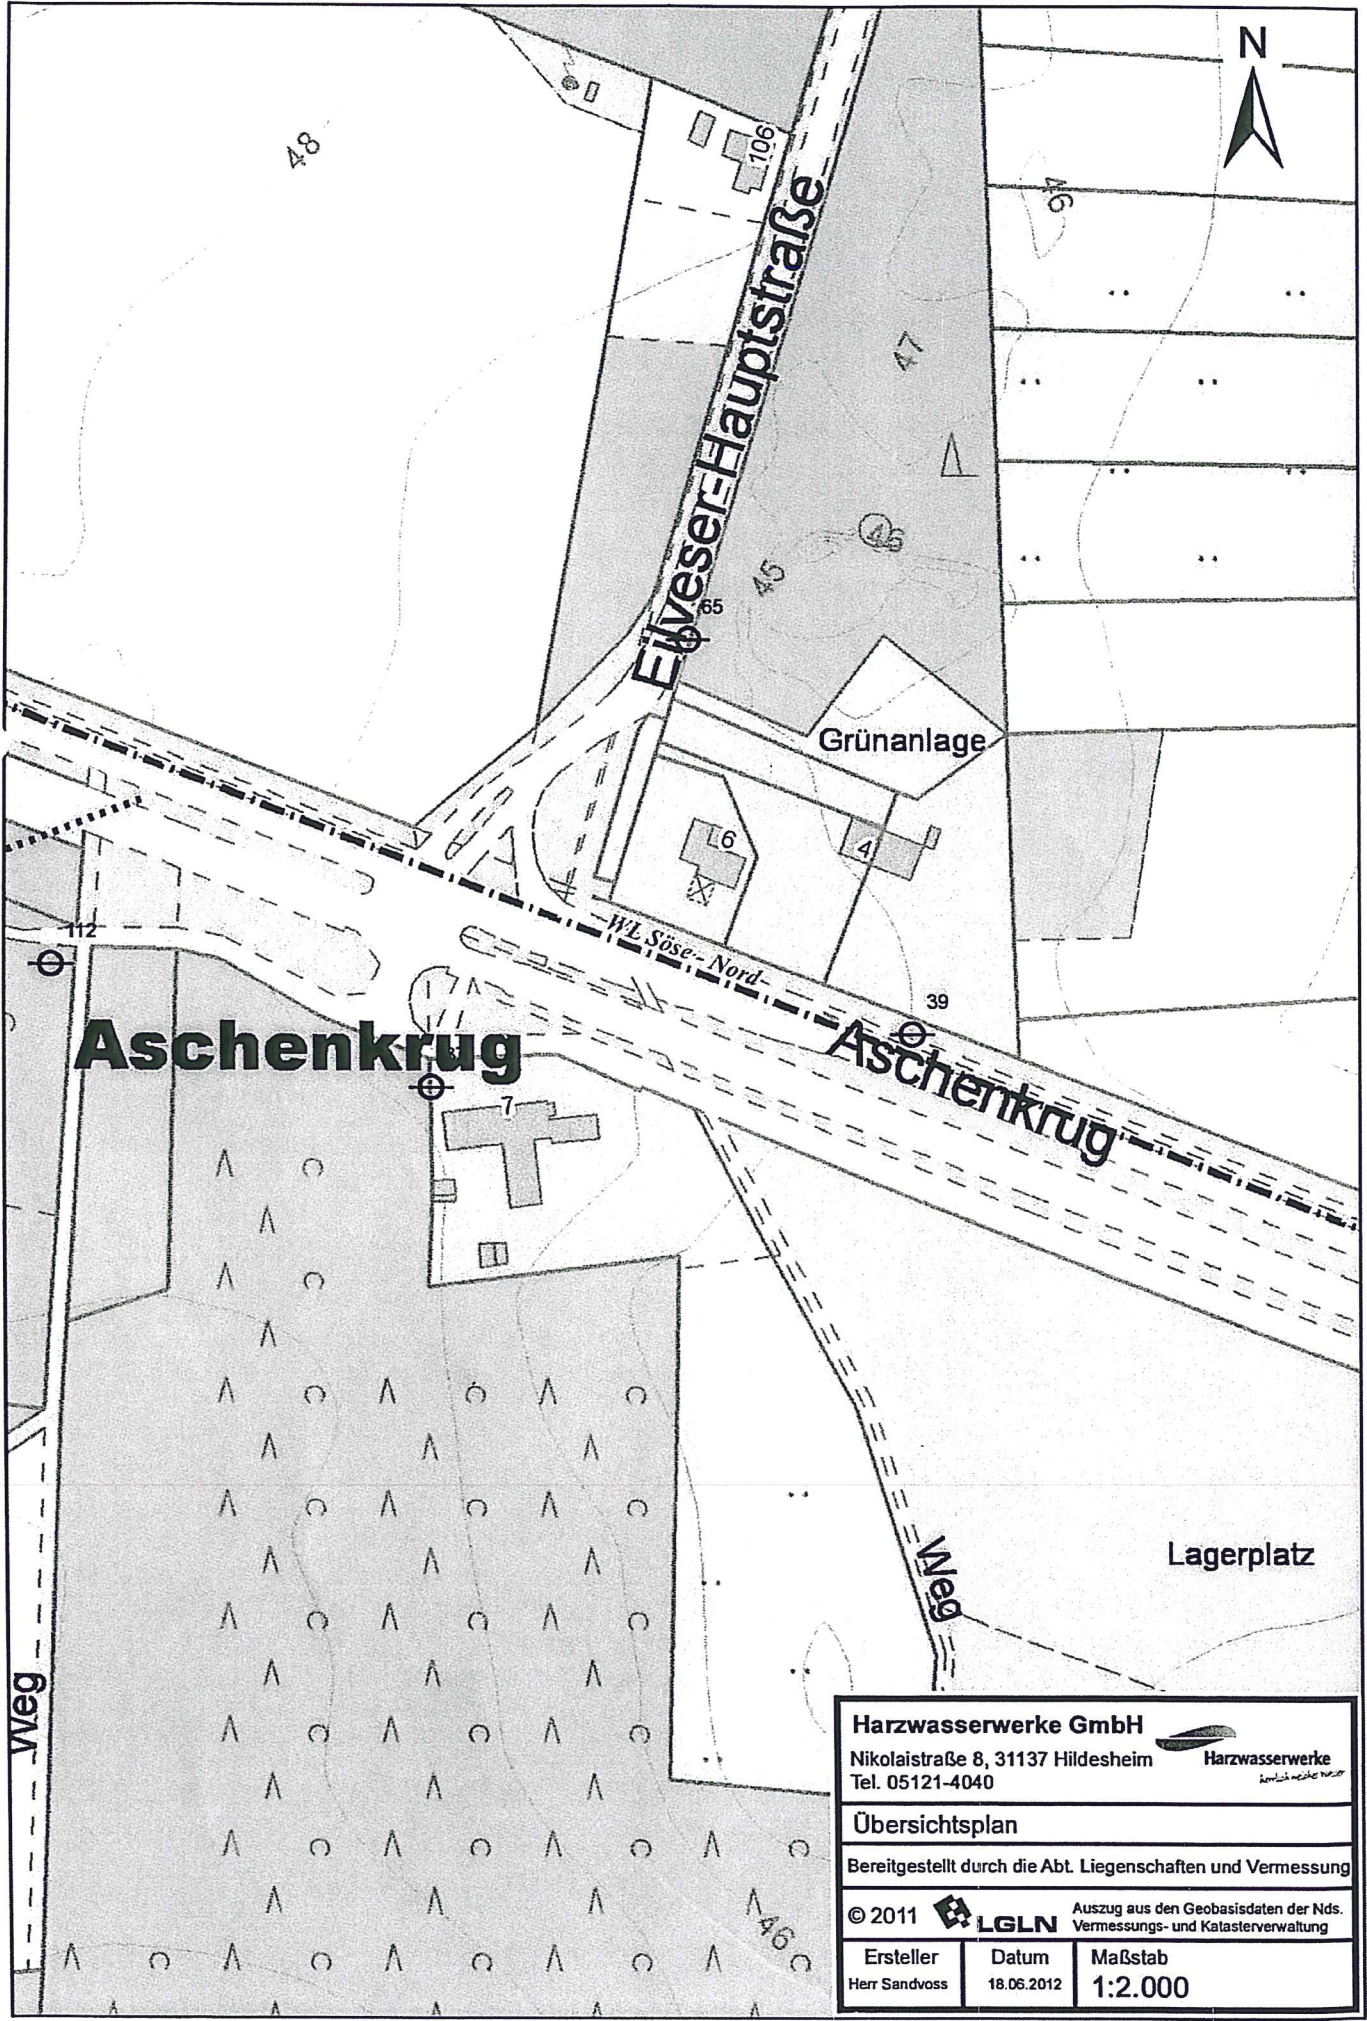 N
48
106
46
Eilveser-Hauptstraße
47
46
45
65
Grünanlage
6
4
112
WL Söse - Nord
39
Aschenkrug
Aschenkrug
7
Weg
Lagerplatz
Weg
46
Harzwasserwerke GmbH
Nikolaistraße 8, 31137 Hildesheim
Tel. 05121-4040
Harzwasserwerke
Übersichtsplan
Bereitgestellt durch die Abt. Liegenschaften und Vermessung
© 2011
LGLN
Auszug aus den Geobasisdaten der Nds.
Vermessungs- und Katasterverwaltung
Ersteller
Herr Sandvoss
Datum
18.06.2012
Maßstab
1:2.000